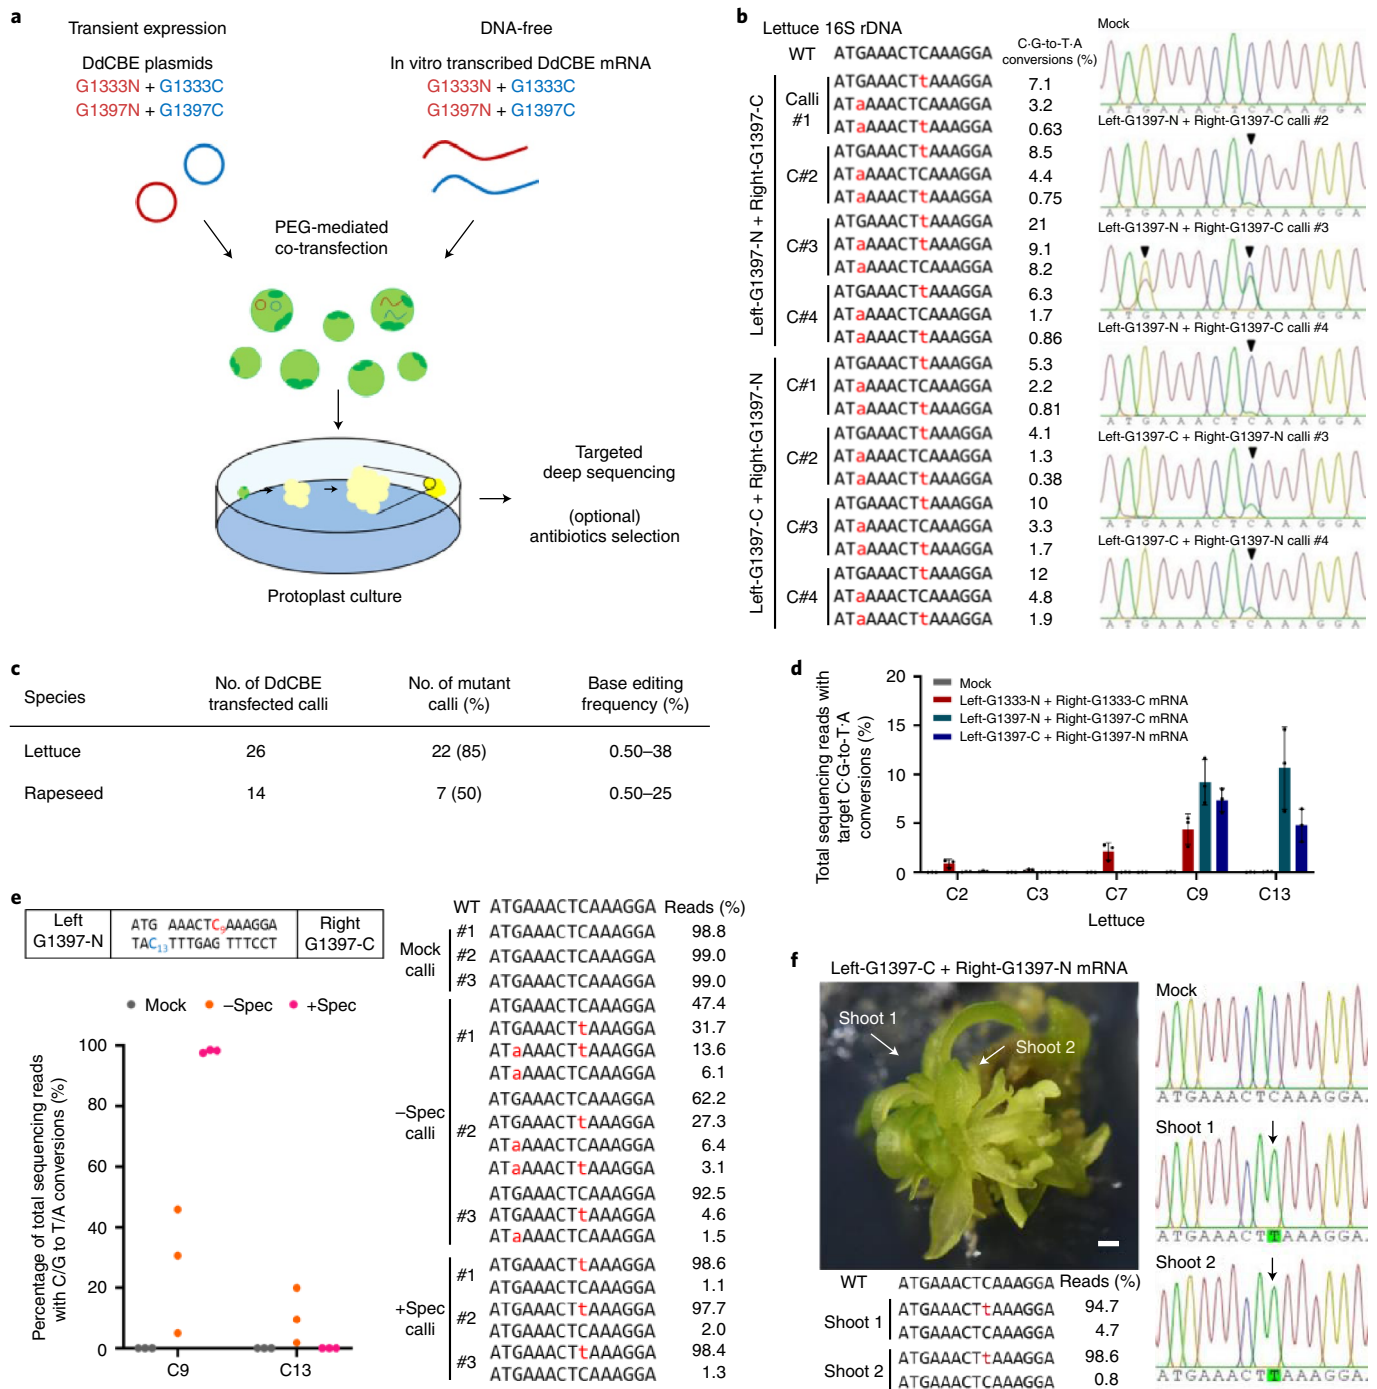 a
Transient expression
DNA-free
DdCBE plasmids
In vitro transcribed DdCBE mRNA
G1333N + G1333C
G1333N + G1333C
G1397N + G1397C
G1397N + G1397C
PEG-mediated
co-transfection
Targeted
deep sequencing
(optional)
antibiotics selection
Protoplast culture
b
Lettuce 16S rDNA
WT ATGAAACTCAAAGGA
C·G-to-T·A
conversions (%)
Left-G1397-N + Right-G1397-C
Calli
#1
ATGAAACTtAAAGGA 7.1
ATaAAACTCAAAGGA 3.2
ATaAAACTtAAAGGA 0.63
C#2
ATGAAACTtAAAGGA 8.5
ATaAAACTCAAAGGA 4.4
ATaAAACTtAAAGGA 0.75
C#3
ATGAAACTtAAAGGA 21
ATaAAACTtAAAGGA 9.1
ATaAAACTCAAAGGA 8.2
C#4
ATGAAACTtAAAGGA 6.3
ATaAAACTCAAAGGA 1.7
ATaAAACTtAAAGGA 0.86
Left-G1397-C + Right-G1397-N
C#1
ATGAAACTtAAAGGA 5.3
ATaAAACTCAAAGGA 2.2
ATaAAACTtAAAGGA 0.81
C#2
ATGAAACTtAAAGGA 4.1
ATaAAACTCAAAGGA 1.3
ATaAAACTtAAAGGA 0.38
C#3
ATGAAACTtAAAGGA 10
ATaAAACTCAAAGGA 3.3
ATaAAACTtAAAGGA 1.7
C#4
ATGAAACTtAAAGGA 12
ATaAAACTCAAAGGA 4.8
ATaAAACTtAAAGGA 1.9
Mock
Left-G1397-N + Right-G1397-C calli #2
A T G A A A C T C A A A G G A
Left-G1397-N + Right-G1397-C calli #3
A T G A A A C T C A A A G G A
Left-G1397-N + Right-G1397-C calli #4
A T G A A A C T C A A A G G A
Left-G1397-C + Right-G1397-N calli #3
A T G A A A C T C A A A G G A
Left-G1397-C + Right-G1397-N calli #4
A T G A A A C T C A A A G G A
c
Species
No. of DdCBE
transfected calli
No. of mutant
calli (%)
Base editing
frequency (%)
Lettuce 26 22 (85) 0.50–38
Rapeseed 14 7 (50) 0.50–25
d
Total sequencing reads with
target C·G-to-T·A
conversions (%)
20
15
10
5
0
Mock
Left-G1333-N + Right-G1333-C mRNA
Left-G1397-N + Right-G1397-C mRNA
Left-G1397-C + Right-G1397-N mRNA
C2 C3 C7 C9 C13
Lettuce
e
Left
G1397-N
ATG AAACTC9AAAGGA
TAC13TTTGAG TTTCCT
Right
G1397-C
Mock –Spec +Spec
Percentage of total sequencing reads
with C/G to T/A conversions (%)
100
80
60
40
20
0
C9 C13
WT ATGAAACTCAAAGGA Reads (%)
Mock
calli
#1 ATGAAACTCAAAGGA 98.8
#2 ATGAAACTCAAAGGA 99.0
#3 ATGAAACTCAAAGGA 99.0
–Spec
calli
#1
ATGAAACTCAAAGGA 47.4
ATGAAACTtAAAGGA 31.7
ATaAAACTtAAAGGA 13.6
ATaAAACTCAAAGGA 6.1
#2
ATGAAACTCAAAGGA 62.2
ATGAAACTtAAAGGA 27.3
ATaAAACTCAAAGGA 6.4
ATaAAACTtAAAGGA 3.1
#3
ATGAAACTCAAAGGA 92.5
ATGAAACTtAAAGGA 4.6
ATaAAACTCAAAGGA 1.5
+Spec
calli
#1
ATGAAACTtAAAGGA 98.6
ATGAAACTCAAAGGA 1.1
#2
ATGAAACTtAAAGGA 97.7
ATGAAACTCAAAGGA 2.0
#3
ATGAAACTtAAAGGA 98.4
ATGAAACTCAAAGGA 1.3
f
Left-G1397-C + Right-G1397-N mRNA
Shoot 1
Shoot 2
WT ATGAAACTCAAAGGA Reads (%)
Shoot 1
ATGAAACTtAAAGGA 94.7
ATGAAACTCAAAGGA 4.7
Shoot 2
ATGAAACTtAAAGGA 98.6
ATGAAACTCAAAGGA 0.8
Mock
ATGAAACTCAAAGGA
Shoot 1
ATGAAACTTAAAGGA
Shoot 2
ATGAAACTTAAAGGA